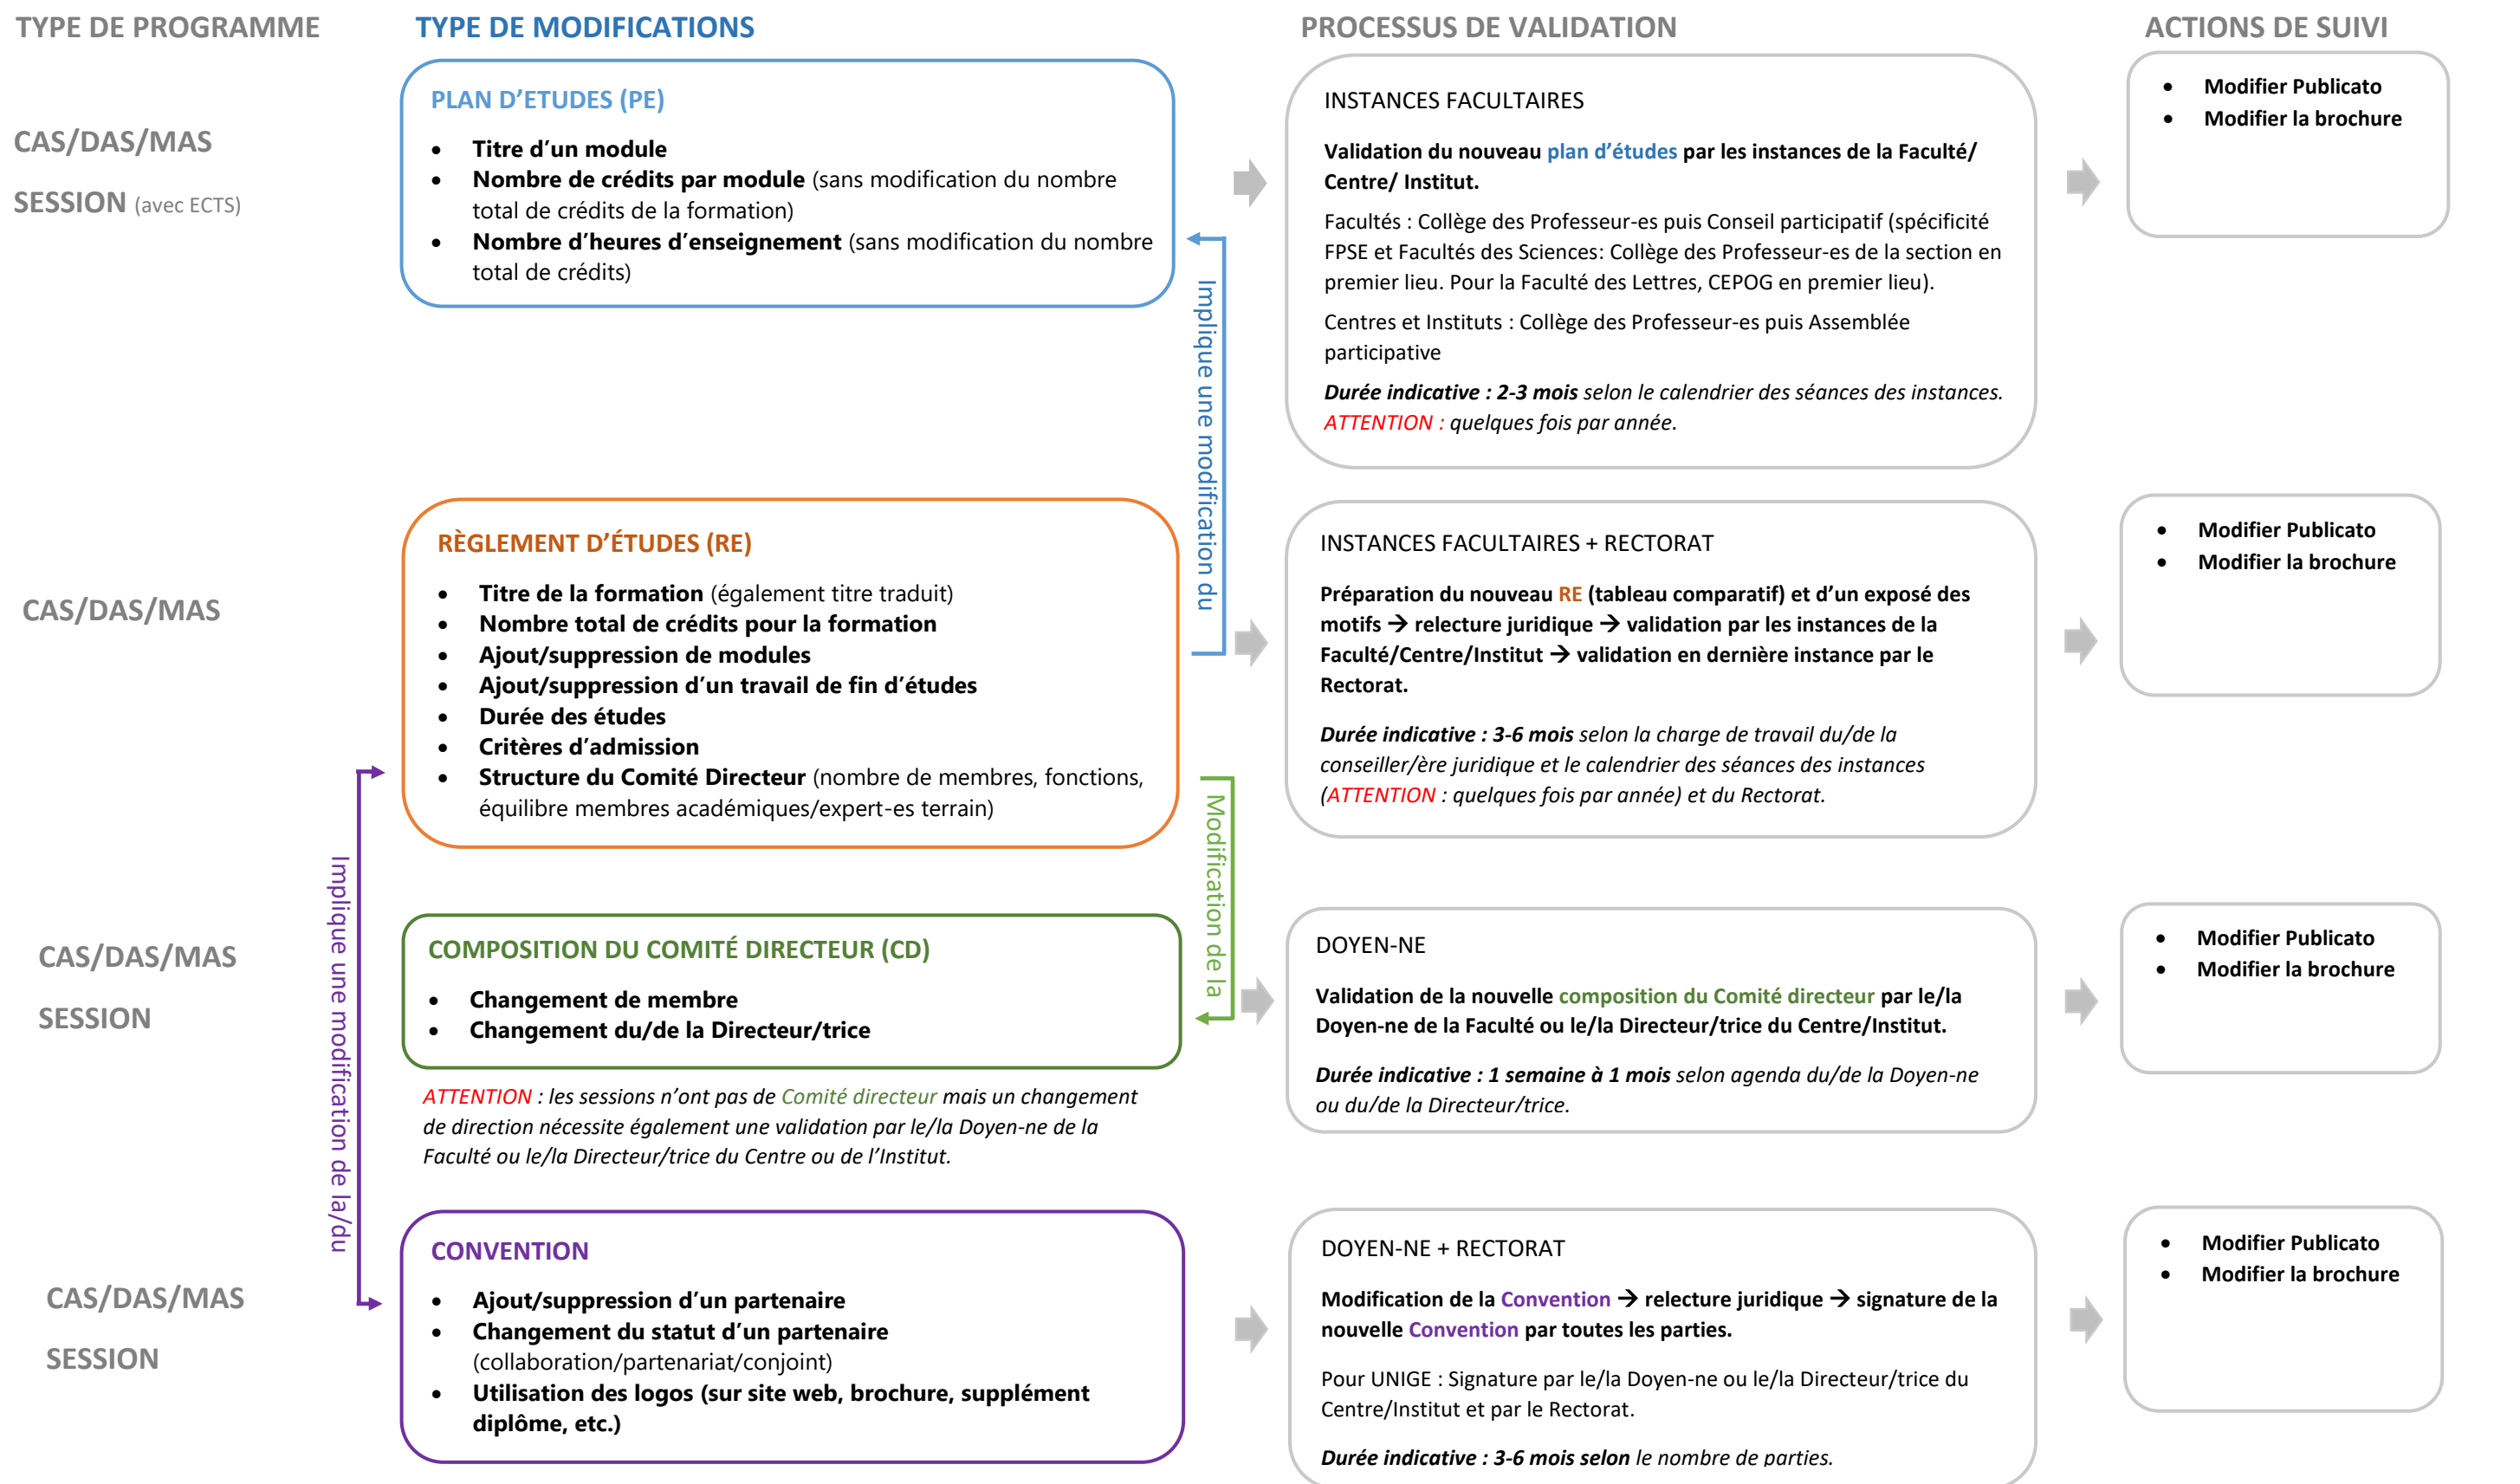 TYPE DE PROGRAMME
TYPE DE MODIFICATIONS
PROCESSUS DE VALIDATION
ACTIONS DE SUIVI
CAS/DAS/MAS
SESSION (avec ECTS)
PLAN D’ETUDES (PE)
• Titre d’un module
• Nombre de crédits par module (sans modification du nombre
total de crédits de la formation)
• Nombre d’heures d’enseignement (sans modification du nombre
total de crédits)
INSTANCES FACULTAIRES
Validation du nouveau plan d’études par les instances de la Faculté/
Centre/ Institut.
Facultés : Collège des Professeur-es puis Conseil participatif (spécificité
FPSE et Facultés des Sciences: Collège des Professeur-es de la section en
premier lieu. Pour la Faculté des Lettres, CEPOG en premier lieu).
Centres et Instituts : Collège des Professeur-es puis Assemblée
participative
Durée indicative : 2-3 mois selon le calendrier des séances des instances.
ATTENTION : quelques fois par année.
• Modifier Publicato
• Modifier la brochure
Implique une modification du
CAS/DAS/MAS
RÈGLEMENT D’ÉTUDES (RE)
• Titre de la formation (également titre traduit)
• Nombre total de crédits pour la formation
• Ajout/suppression de modules
• Ajout/suppression d’un travail de fin d’études
• Durée des études
• Critères d’admission
• Structure du Comité Directeur (nombre de membres, fonctions,
équilibre membres académiques/expert-es terrain)
INSTANCES FACULTAIRES + RECTORAT
Préparation du nouveau RE (tableau comparatif) et d’un exposé des
motifs → relecture juridique → validation par les instances de la
Faculté/Centre/Institut → validation en dernière instance par le
Rectorat.
Durée indicative : 3-6 mois selon la charge de travail du/de la
conseiller/ère juridique et le calendrier des séances des instances
(ATTENTION : quelques fois par année) et du Rectorat.
• Modifier Publicato
• Modifier la brochure
Modification de la
Implique une modification de la/du
CAS/DAS/MAS
SESSION
COMPOSITION DU COMITÉ DIRECTEUR (CD)
• Changement de membre
• Changement du/de la Directeur/trice
ATTENTION : les sessions n’ont pas de Comité directeur mais un changement
de direction nécessite également une validation par le/la Doyen-ne de la
Faculté ou le/la Directeur/trice du Centre ou de l’Institut.
DOYEN-NE
Validation de la nouvelle composition du Comité directeur par le/la
Doyen-ne de la Faculté ou le/la Directeur/trice du Centre/Institut.
Durée indicative : 1 semaine à 1 mois selon agenda du/de la Doyen-ne
ou du/de la Directeur/trice.
• Modifier Publicato
• Modifier la brochure
CAS/DAS/MAS
SESSION
CONVENTION
• Ajout/suppression d’un partenaire
• Changement du statut d’un partenaire
(collaboration/partenariat/conjoint)
• Utilisation des logos (sur site web, brochure, supplément
diplôme, etc.)
DOYEN-NE + RECTORAT
Modification de la Convention → relecture juridique → signature de la
nouvelle Convention par toutes les parties.
Pour UNIGE : Signature par le/la Doyen-ne ou le/la Directeur/trice du
Centre/Institut et par le Rectorat.
Durée indicative : 3-6 mois selon le nombre de parties.
• Modifier Publicato
• Modifier la brochure